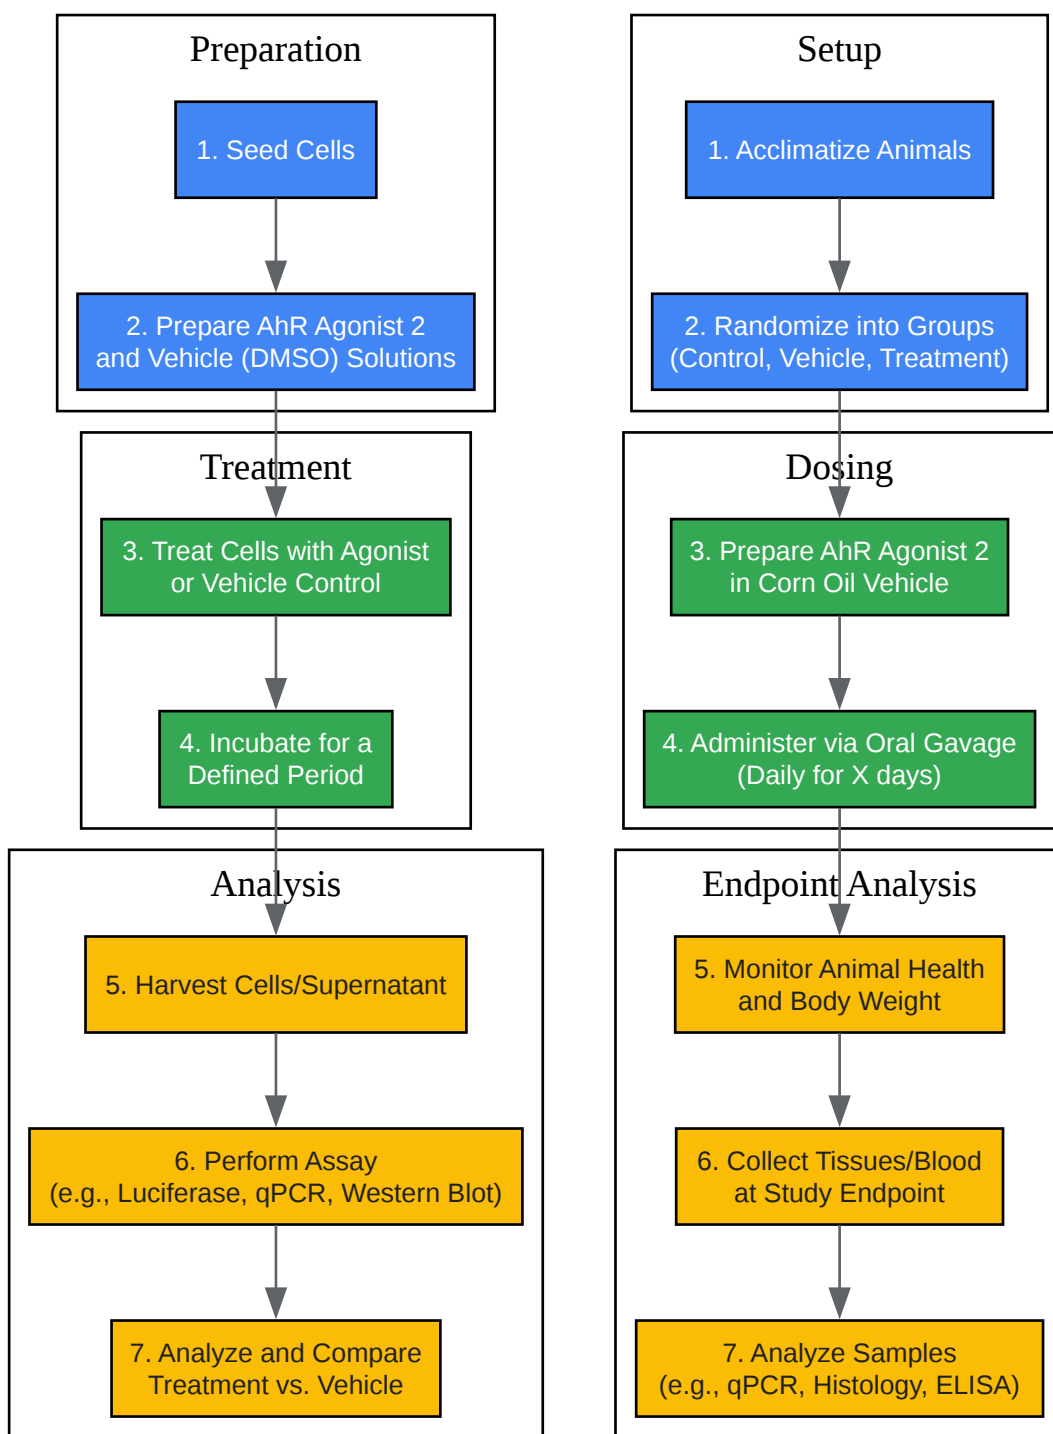 Preparation
1. Seed Cells
2. Prepare AhR Agonist 2
and Vehicle (DMSO) Solutions
Treatment
3. Treat Cells with Agonist
or Vehicle Control
4. Incubate for a
Defined Period
Analysis
5. Harvest Cells/Supernatant
6. Perform Assay
(e.g., Luciferase, qPCR, Western Blot)
7. Analyze and Compare
Treatment vs. Vehicle
Setup
1. Acclimatize Animals
2. Randomize into Groups
(Control, Vehicle, Treatment)
Dosing
3. Prepare AhR Agonist 2
in Corn Oil Vehicle
4. Administer via Oral Gavage
(Daily for X days)
Endpoint Analysis
5. Monitor Animal Health
and Body Weight
6. Collect Tissues/Blood
at Study Endpoint
7. Analyze Samples
(e.g., qPCR, Histology, ELISA)